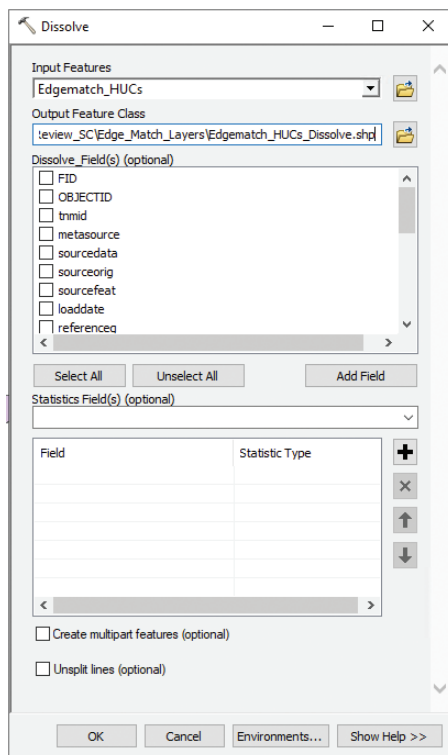 Dissolve
Input Features
Edgematch_HUCs
Output Feature Class
:eview_SC\Edge_Match_Layers\Edgematch_HUCs_Dissolve.shp
Dissolve_Field(s) (optional)
FID
OBJECTID
tnmid
metasource
sourcedata
sourceorig
sourcefeat
loaddate
referenceg
Select All Unselect All Add Field
Statistics Field(s) (optional)
Field Statistic Type
Create multipart features (optional)
Unsplit lines (optional)
OK Cancel Environments... Show Help >>